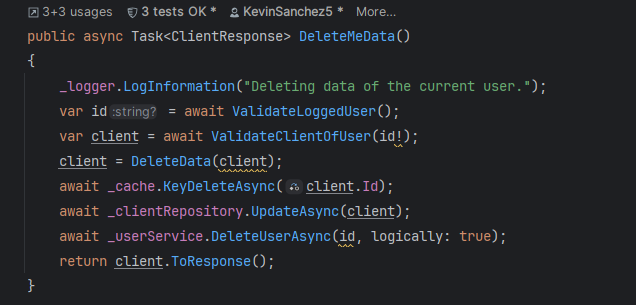 3+3 usages 3 tests OK * KevinSanchez5 * More...
public async Task<ClientResponse> DeleteMeData()
{
    _logger.LogInformation("Deleting data of the current user.");
    var id :string? = await ValidateLoggedUser();
    var client = await ValidateClientOfUser(id!);
    client = DeleteData(client);
    await _cache.KeyDeleteAsync(client.Id);
    await _clientRepository.UpdateAsync(client);
    await _userService.DeleteUserAsync(id, logically: true);
    return client.ToResponse();
}